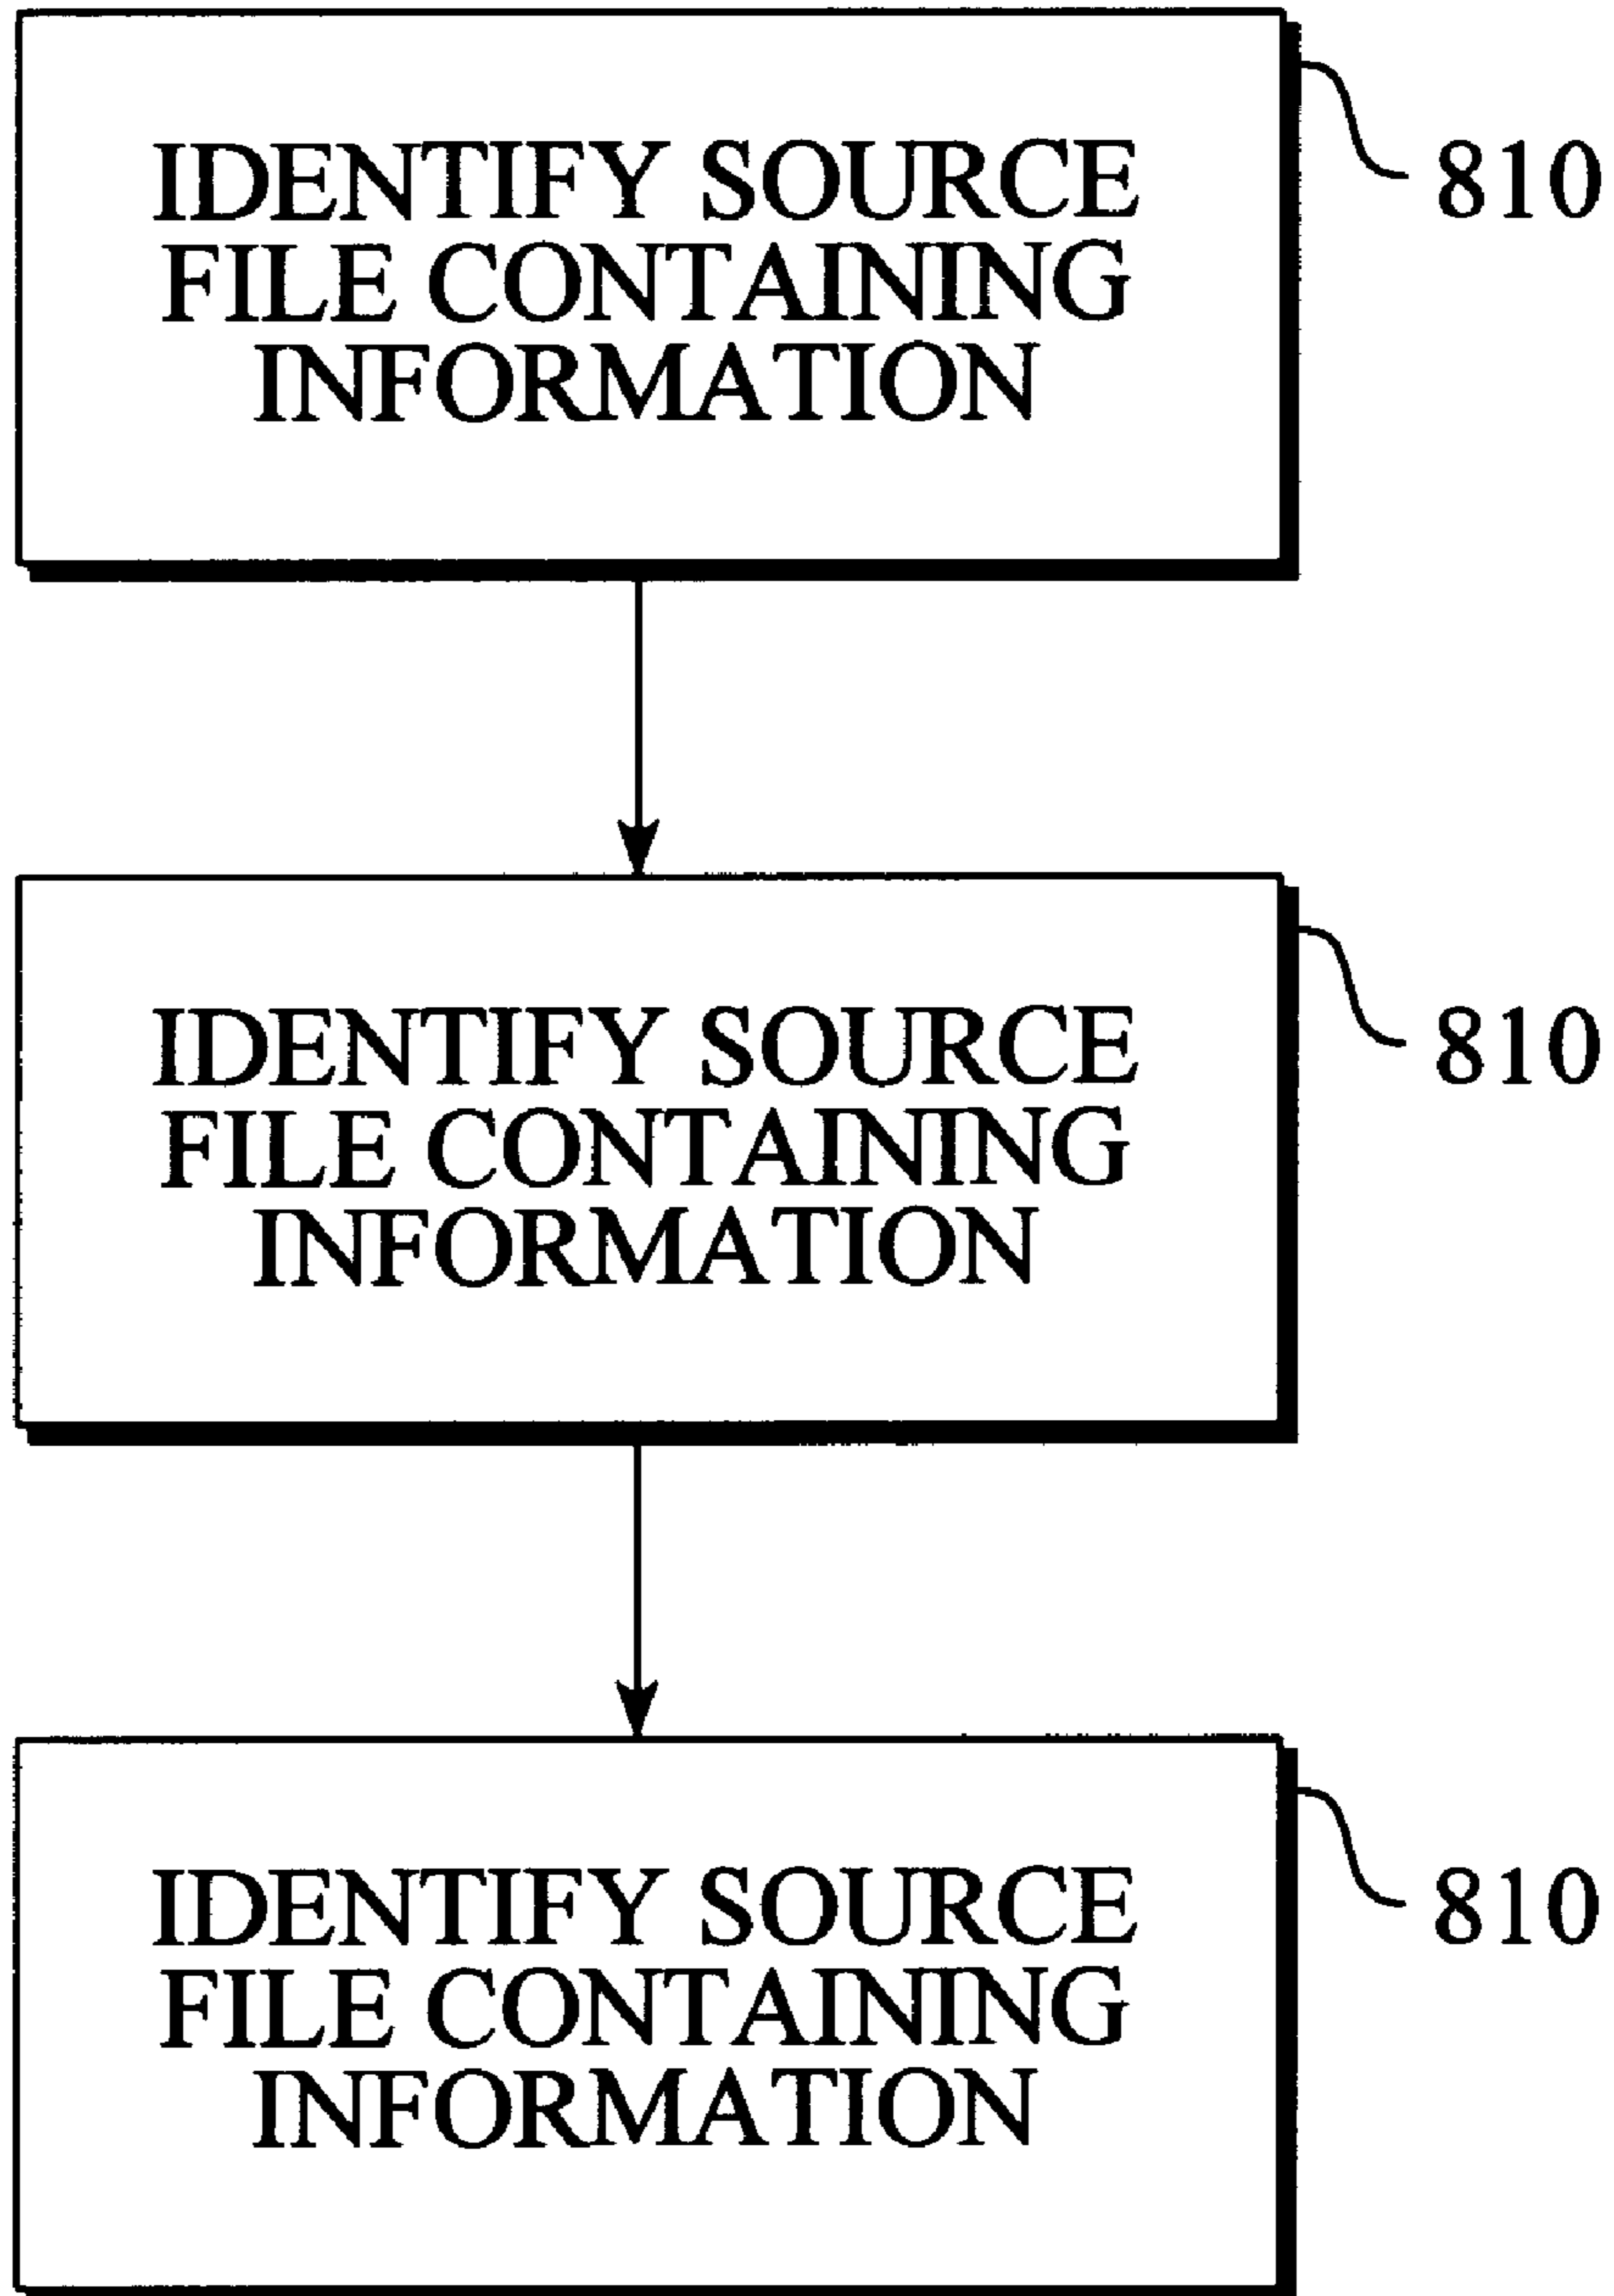 IDENTIFY SOURCE
810
FILE CONTAINING
INFORMATION
IDENTIFY SOURCE
810
FILE CONTAINING
INFORMATION
IDENTIFY SOURCE
810
FILE CONTAINING
INFORMATION